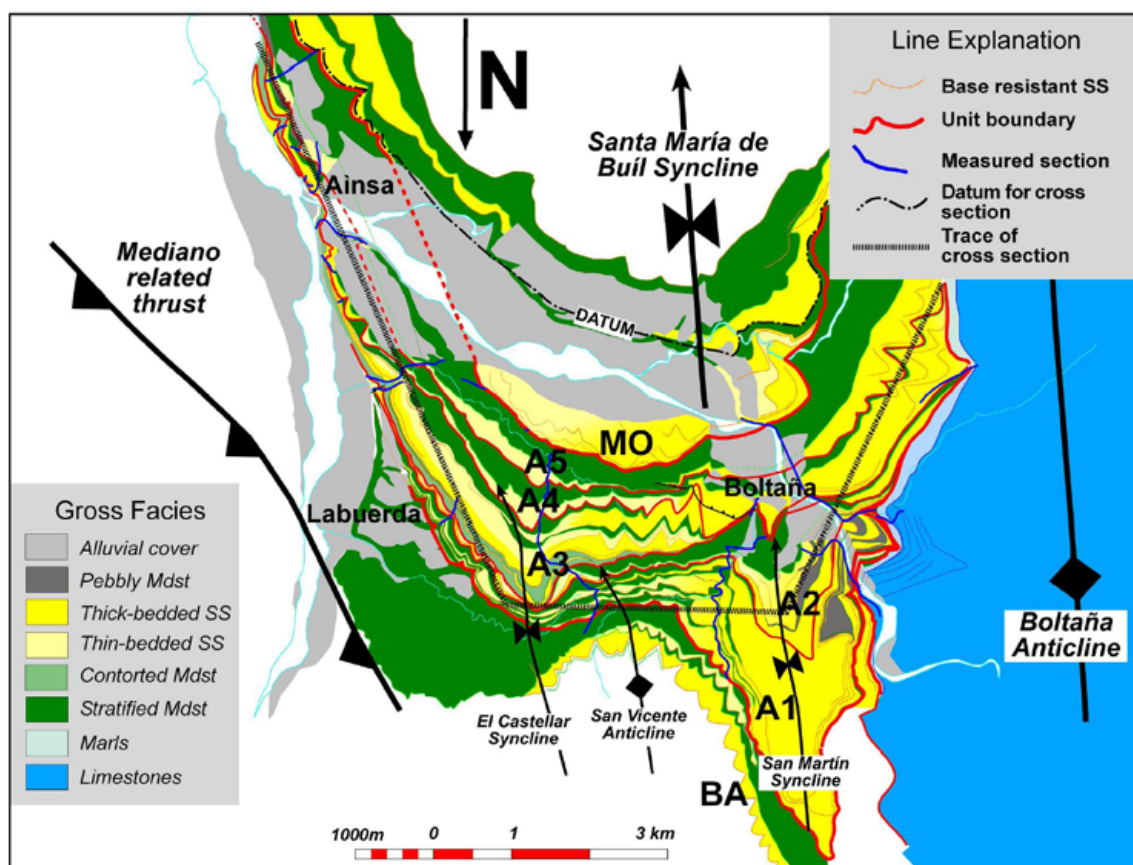 N
Line Explanation
Base resistant SS
Unit boundary
Measured section
Datum for cross
section
Trace of
cross section
Santa María de
Buíl Syncline
Ainsa
Mediano
related
thrust
DATUM
MO
A5
Boltaña
A4
Labuerda
A3
A2
A1
BA
Boltaña
Anticline
El Castellar
Syncline
San Vicente
Anticline
San Martín
Syncline
Gross Facies
Alluvial cover
Pebbly Mdst
Thick-bedded SS
Thin-bedded SS
Contorted Mdst
Stratified Mdst
Marls
Limestones
1000m 0 1 3 km